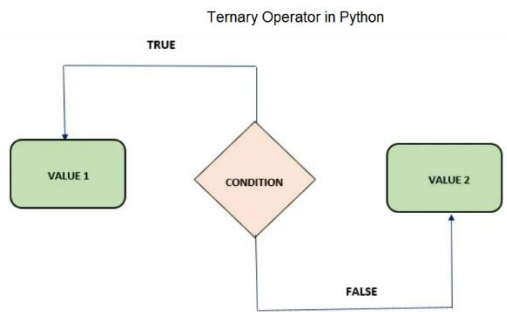 Ternary Operator in Python
TRUE
VALUE 1
CONDITION
VALUE 2
FALSE